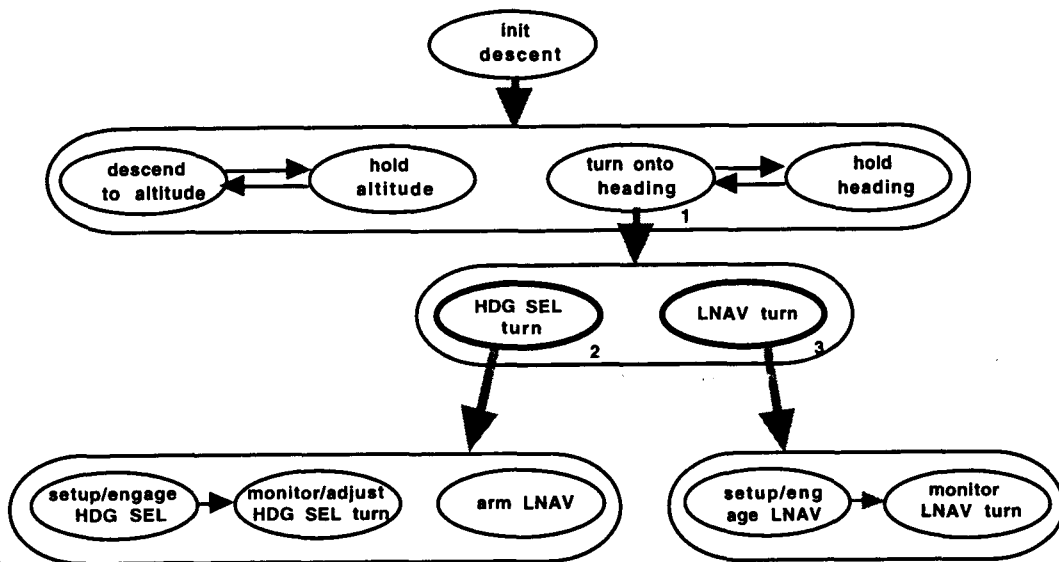 init
descent
descend
to altitude
hold
altitude
turn onto
heading
1
hold
heading
HDG SEL
turn
2
LNAV turn
3
setup/engage
HDG SEL
monitor/adjust
HDG SEL turn
arm LNAV
setup/eng
age LNAV
monitor
LNAV turn